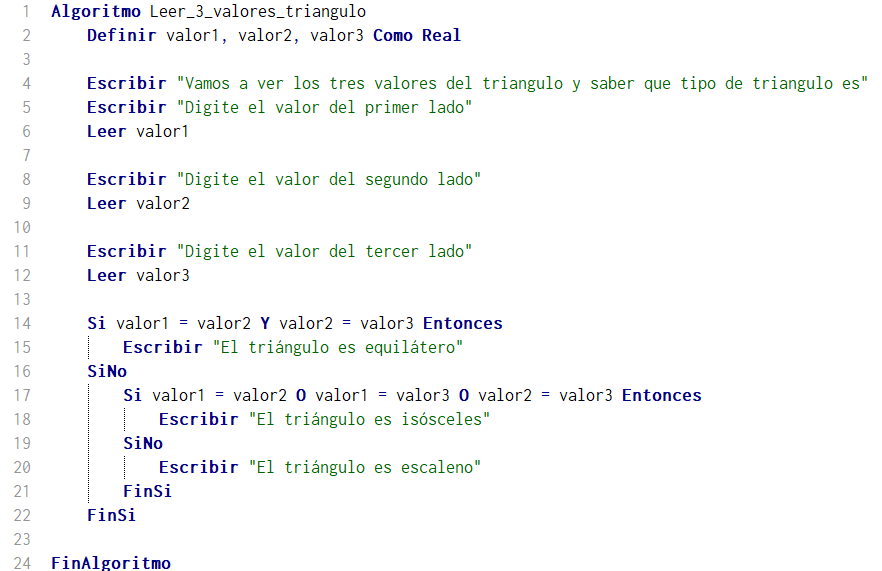 1 Algoritmo Leer_3_valores_triangulo
2 Definir valor1, valor2, valor3 Como Real
3
4 Escribir "Vamos a ver los tres valores del triangulo y saber que tipo de triangulo es"
5 Escribir "Digite el valor del primer lado"
6 Leer valor1
7
8 Escribir "Digite el valor del segundo lado"
9 Leer valor2
10
11 Escribir "Digite el valor del tercer lado"
12 Leer valor3
13
14 Si valor1 = valor2 Y valor2 = valor3 Entonces
15 Escribir "El triángulo es equilátero"
16 SiNo
17 Si valor1 = valor2 O valor1 = valor3 O valor2 = valor3 Entonces
18 Escribir "El triángulo es isósceles"
19 SiNo
20 Escribir "El triángulo es escaleno"
21 FinSi
22 FinSi
23
24 FinAlgoritmo